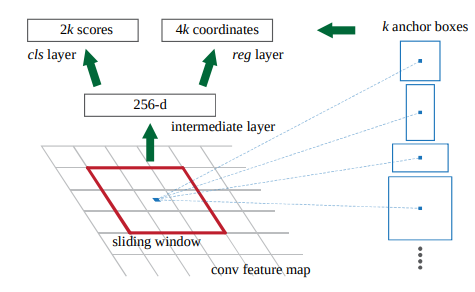 2k scores
4k coordinates
k anchor boxes
cls layer
reg layer
256-d
intermediate layer
sliding window
conv feature map